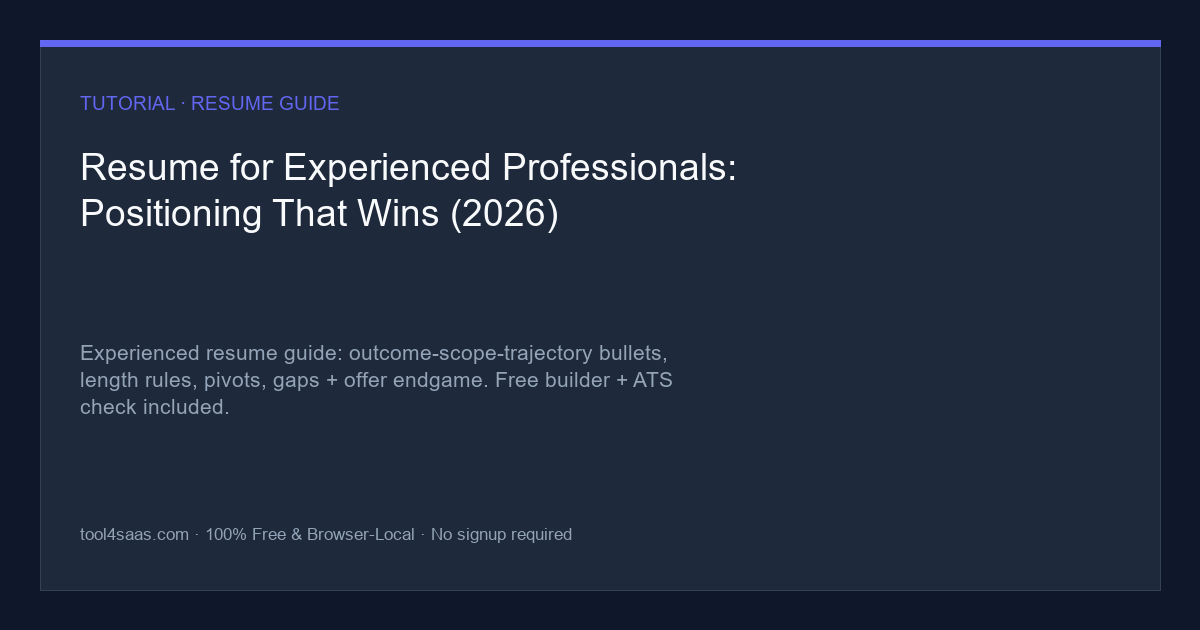 TUTORIAL · RESUME GUIDE
Resume for Experienced Professionals:
Positioning That Wins (2026)
Experienced resume guide: outcome-scope-trajectory bullets,
length rules, pivots, gaps + offer endgame. Free builder + ATS
check included.
tool4saas.com · 100% Free & Browser-Local · No signup required